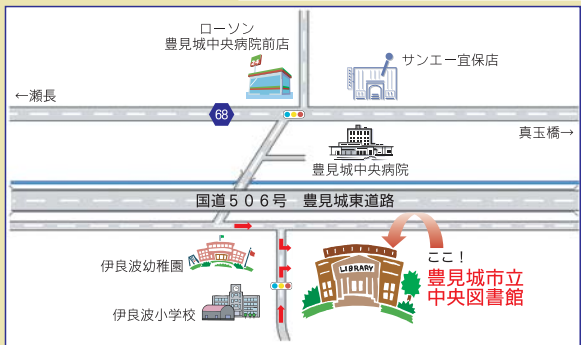 ローソン
豊見城中央病院前店
サンエー宜保店
←瀬長
68
真玉橋→
豊見城中央病院
国道506号 豊見城東道路
ここ!
豊見城市立
中央図書館
LIBRARY
伊良波幼稚園
伊良波小学校